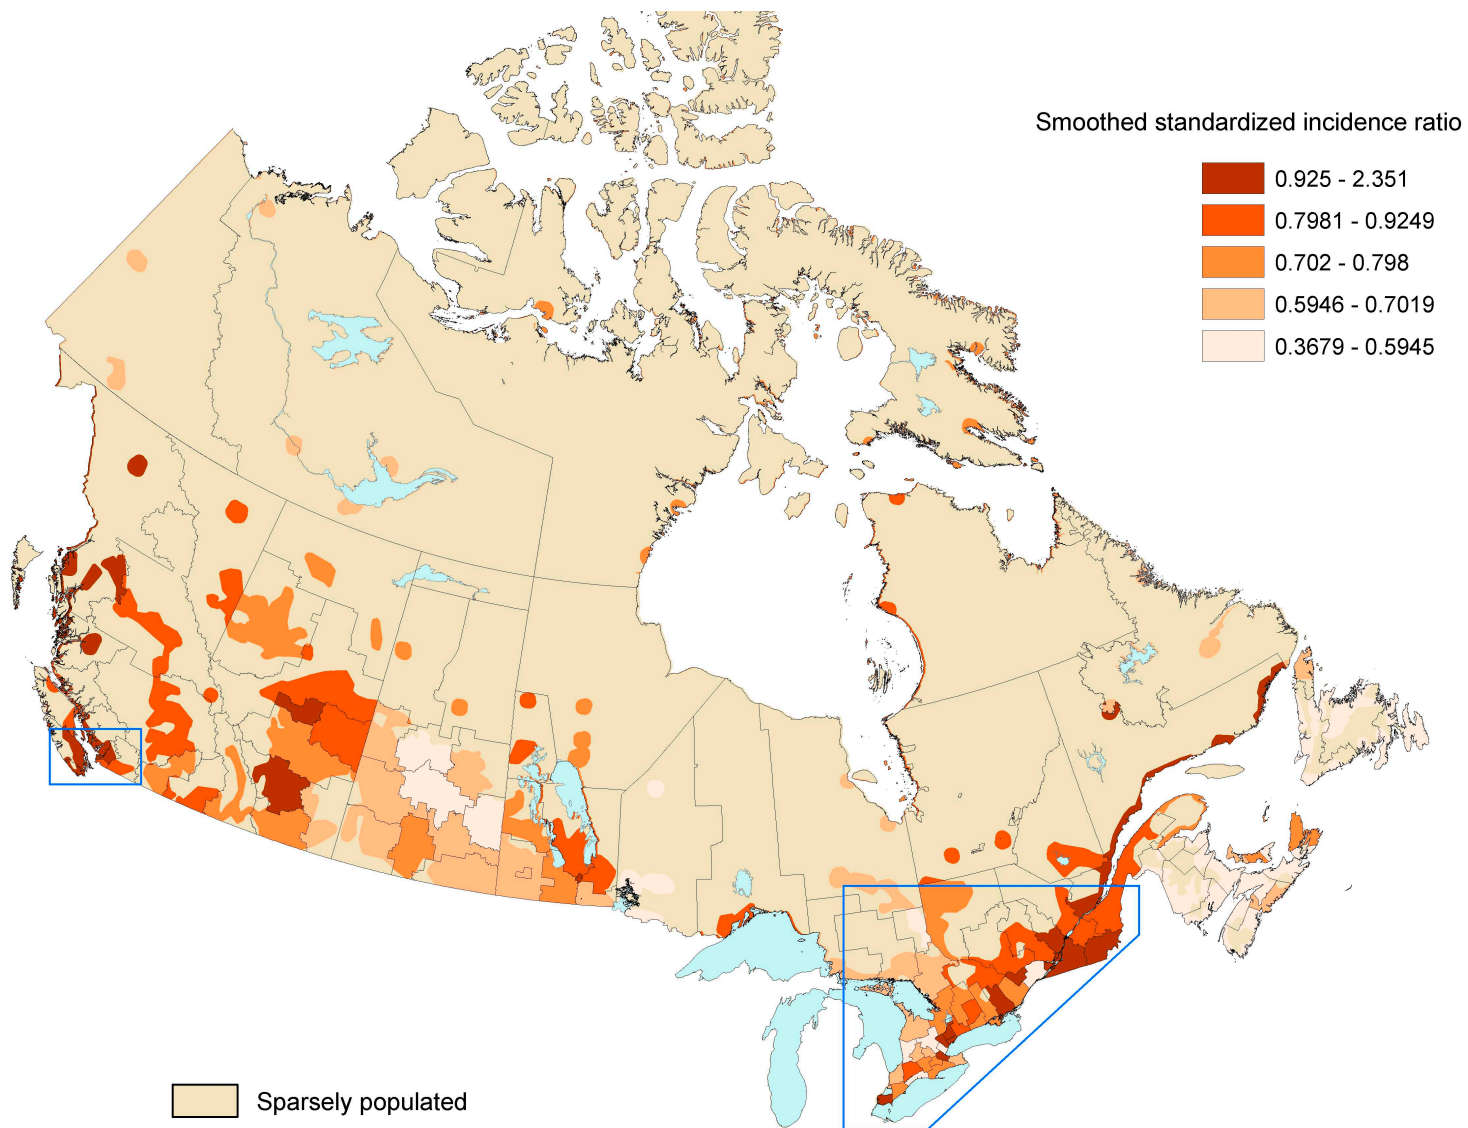 Smoothed standardized incidence ratio
0.925 - 2.351
0.7981 - 0.9249
0.702 - 0.798
0.5946 - 0.7019
0.3679 - 0.5945
Sparsely populated